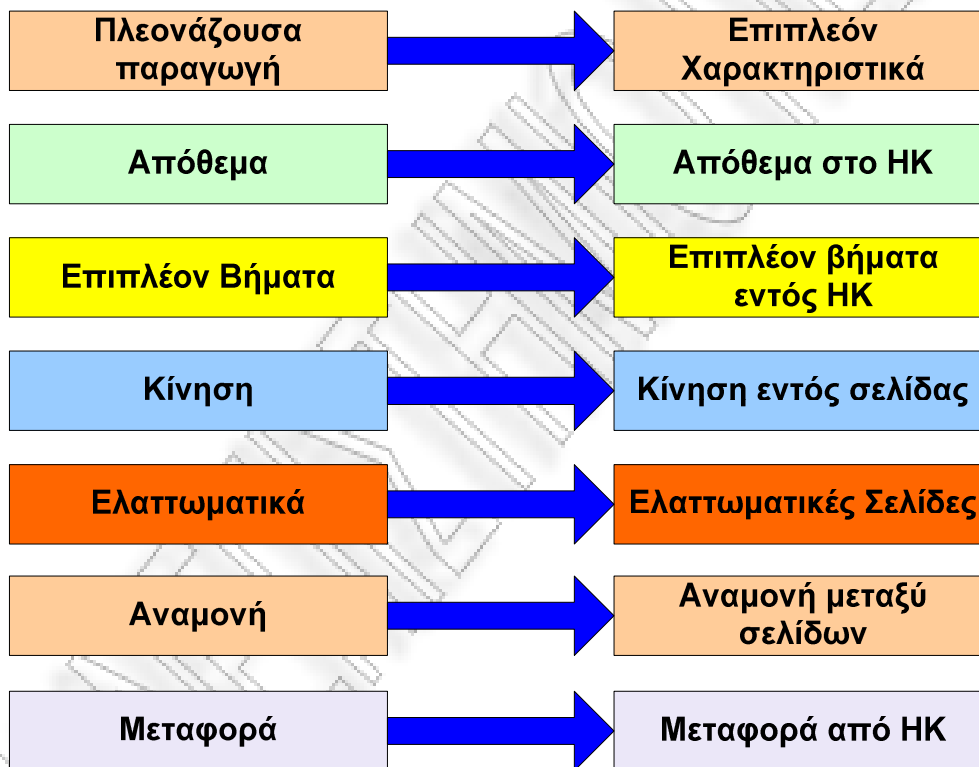 Πλεονάζουσα
παραγωγή
Επιπλεόν
Χαρακτηριστικά
Απόθεμα
Απόθεμα στο ΗΚ
Επιπλέον Βήματα
Επιπλέον βήματα
εντός ΗΚ
Κίνηση
Κίνηση εντός σελίδας
Ελαττωματικά
Ελαττωματικές Σελίδες
Αναμονή
Αναμονή μεταξύ
σελίδων
Μεταφορά
Μεταφορά από ΗΚ